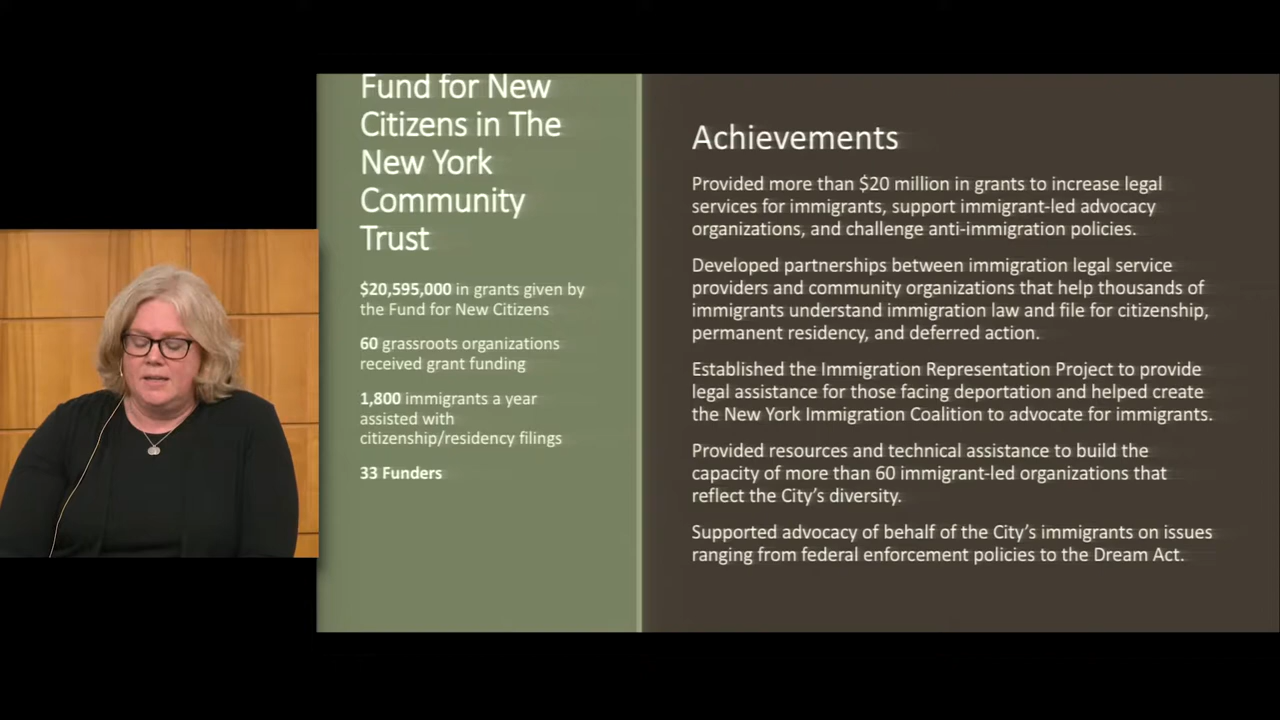 Fund for New
Citizens in The
New York
Community
Trust
$20,595,000 in grants given by
the Fund for New Citizens
60 grassroots organizations
received grant funding
1,800 immigrants a year
assisted with
citizenship/residency filings
33 Funders
Achievements
Provided more than $20 million in grants to increase legal
services for immigrants, support immigrant-led advocacy
organizations, and challenge anti-immigration policies.
Developed partnerships between immigration legal service
providers and community organizations that help thousands of
immigrants understand immigration law and file for citizenship,
permanent residency, and deferred action.
Established the Immigration Representation Project to provide
legal assistance for those facing deportation and helped create
the New York Immigration Coalition to advocate for immigrants.
Provided resources and technical assistance to build the
capacity of more than 60 immigrant-led organizations that
reflect the City’s diversity.
Supported advocacy of behalf of the City’s immigrants on issues
ranging from federal enforcement policies to the Dream Act.